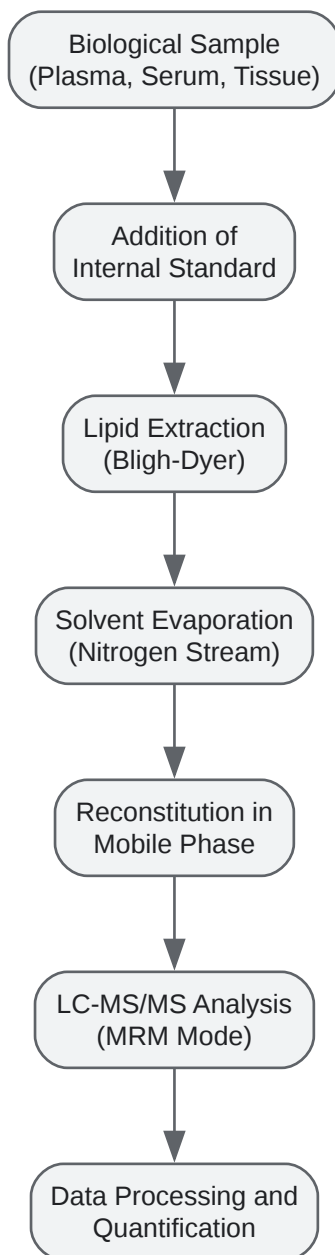 Biological Sample
(Plasma, Serum, Tissue)
Addition of
Internal Standard
Lipid Extraction
(Bligh-Dyer)
Solvent Evaporation
(Nitrogen Stream)
Reconstitution in
Mobile Phase
LC-MS/MS Analysis
(MRM Mode)
Data Processing and
Quantification